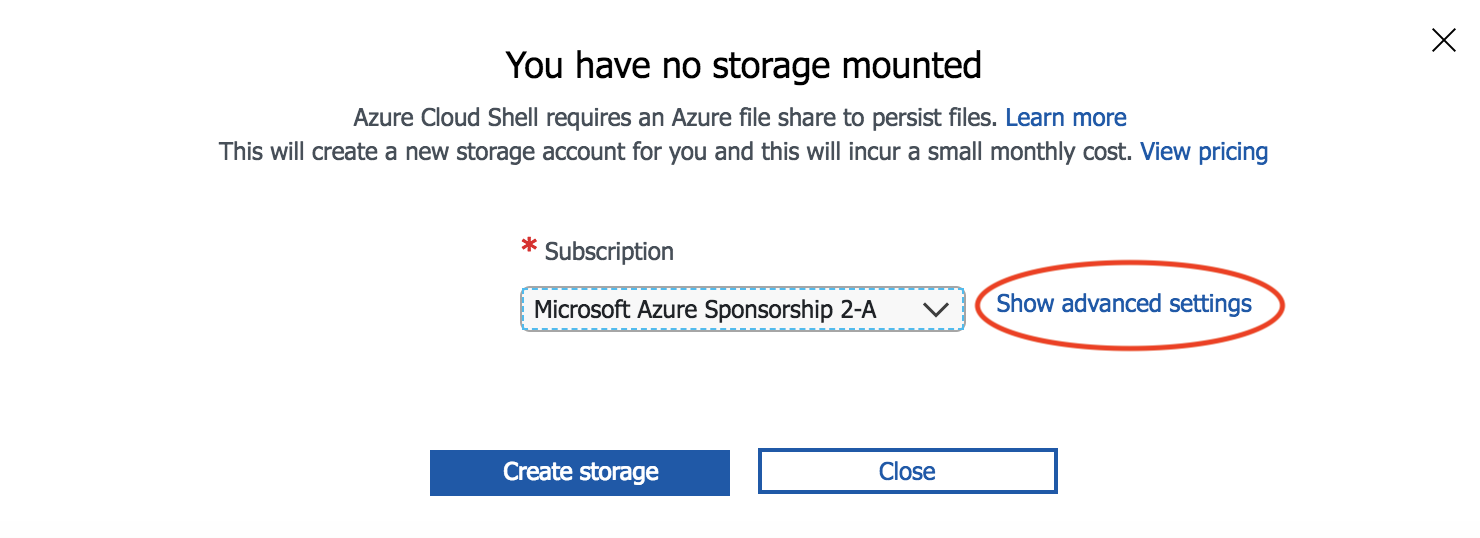 You have no storage mounted
Azure Cloud Shell requires an Azure file share to persist files. Learn more
This will create a new storage account for you and this will incur a small monthly cost. View pricing
* Subscription
Microsoft Azure Sponsorship 2-A
Show advanced settings
Create storage
Close